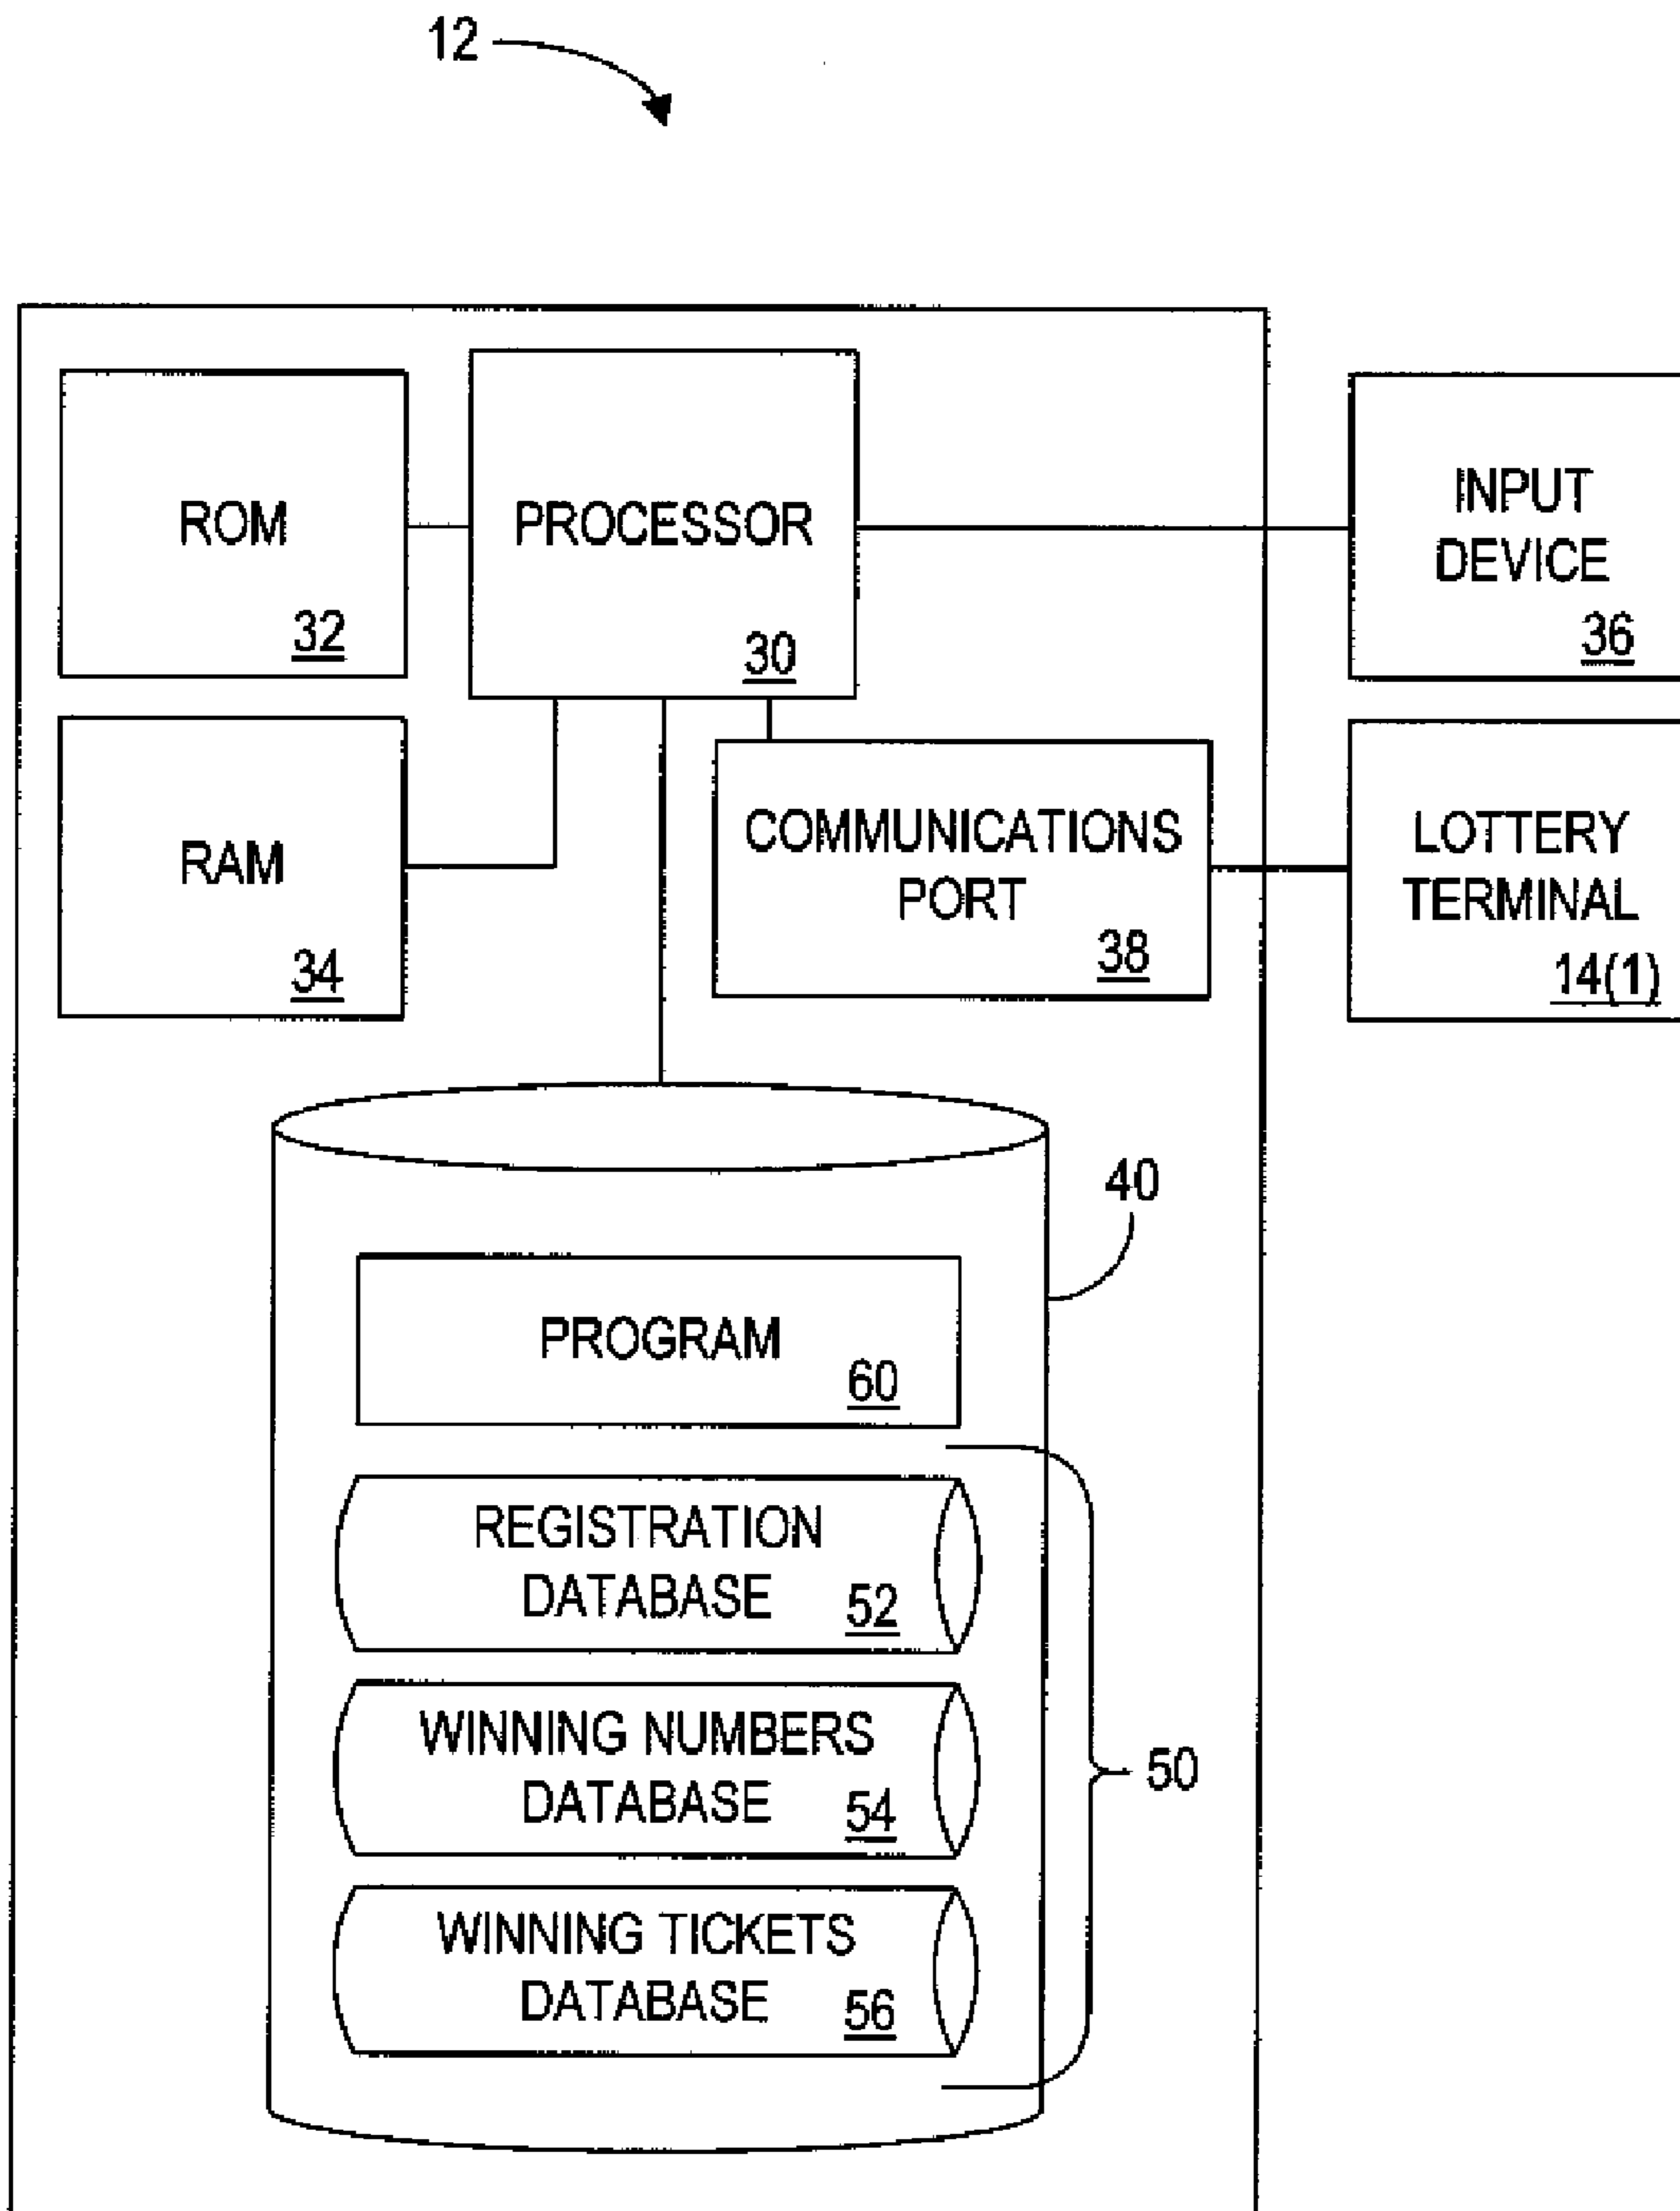 12
ROM
32
PROCESSOR
30
INPUT
DEVICE
36
RAM
34
COMMUNICATIONS
PORT
38
LOTTERY
TERMINAL
14(1)
40
PROGRAM
60
REGISTRATION
DATABASE 52
WINNING NUMBERS
DATABASE 54
50
WINNING TICKETS
DATABASE 56